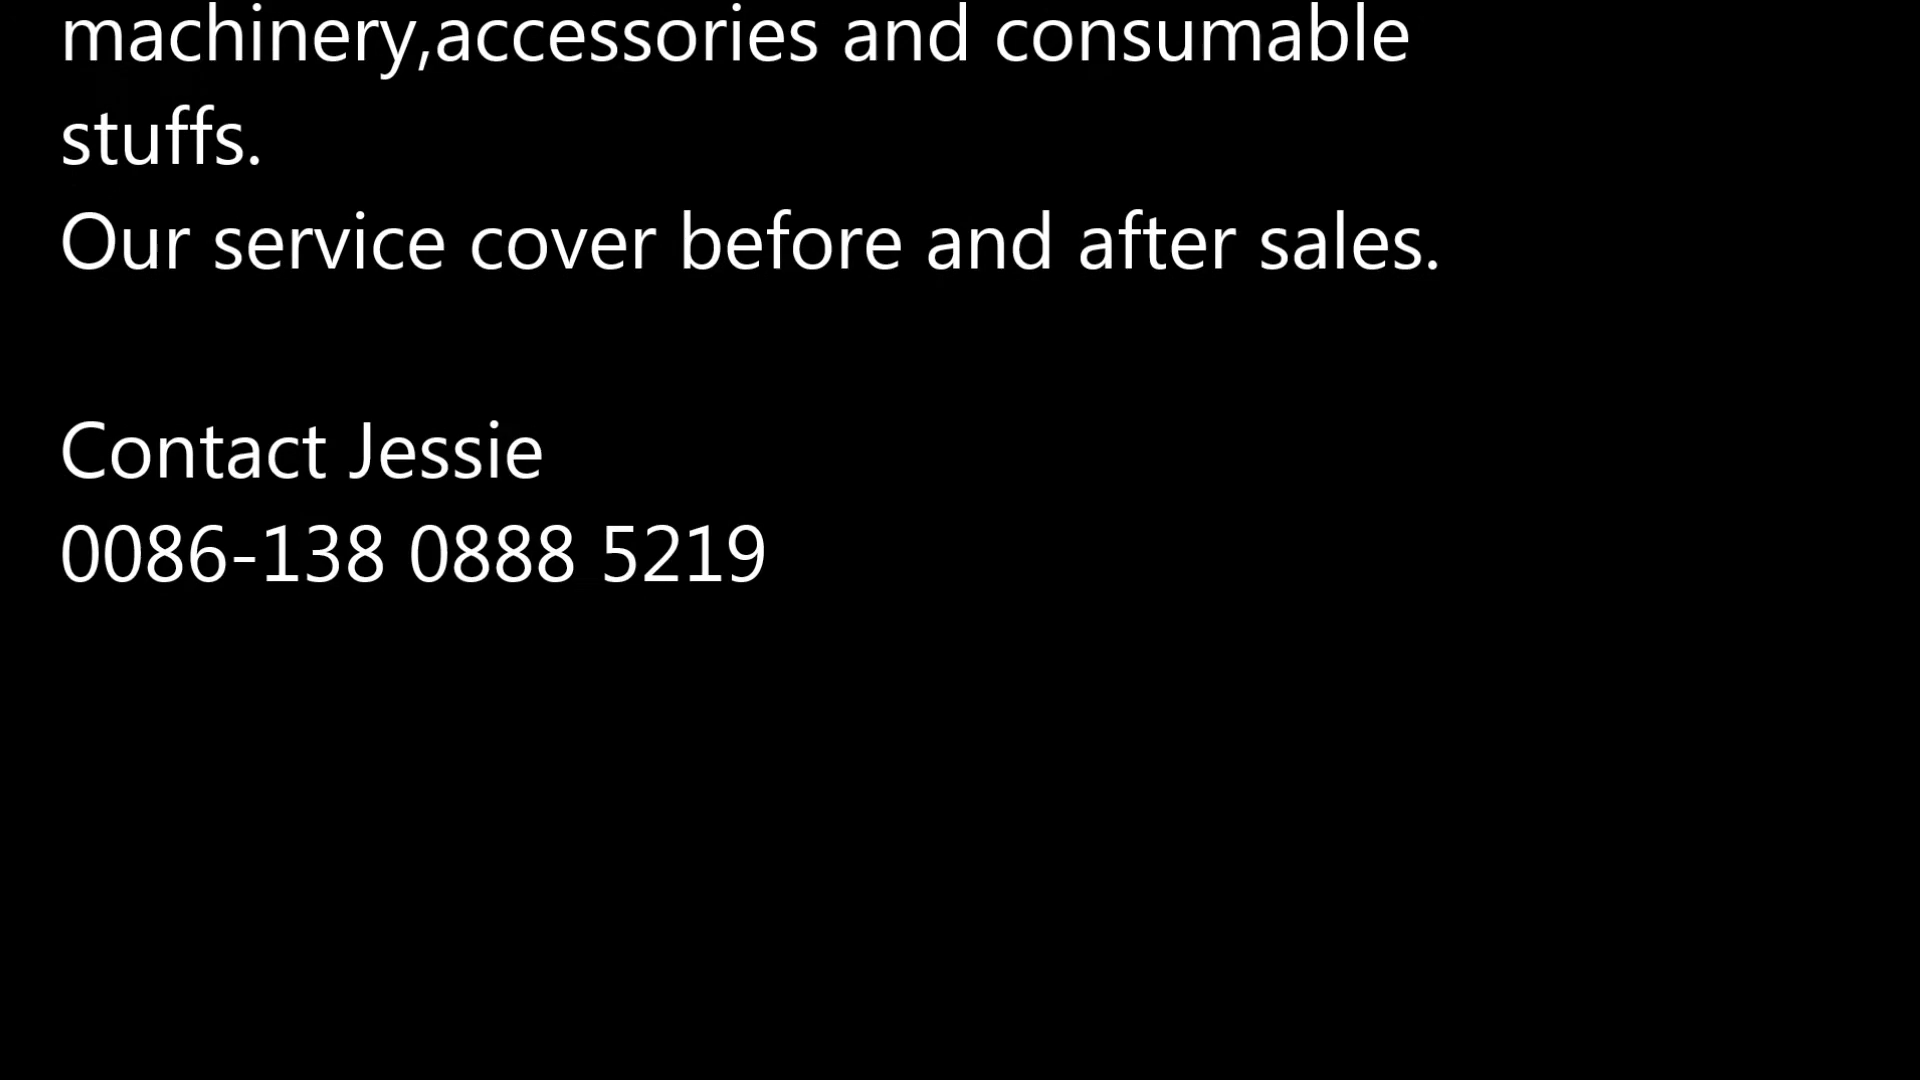 machinery,accessories and consumable
stuffs.
Our service cover before and after sales.
Contact Jessie
0086-138 0888 5219